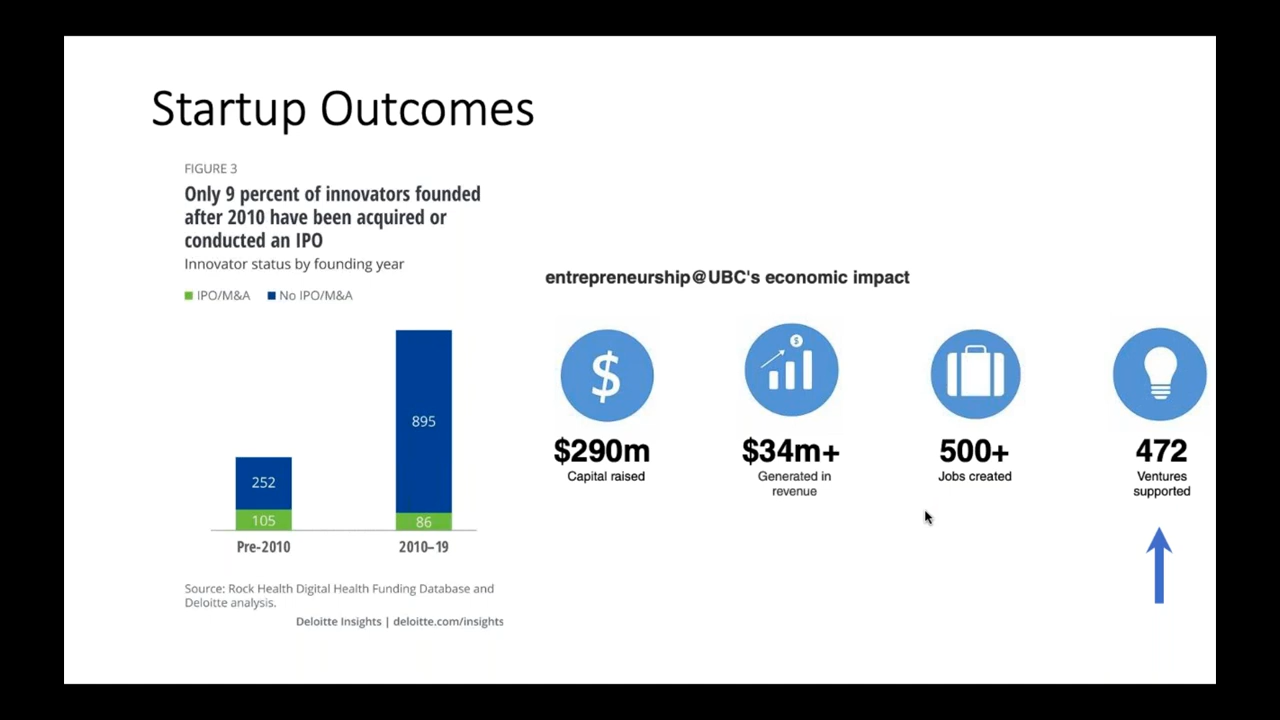 Startup Outcomes
FIGURE 3
Only 9 percent of innovators founded
after 2010 have been acquired or
conducted an IPO
Innovator status by founding year
IPO/M&A No IPO/M&A
895
252
105
86
Pre-2010
2010–19
Source: Rock Health Digital Health Funding Database and
Deloitte analysis.
Deloitte Insights | deloitte.com/insights
entrepreneurship@UBC's economic impact
$
$
$290m
Capital raised
$34m+
Generated in
revenue
500+
Jobs created
472
Ventures
supported